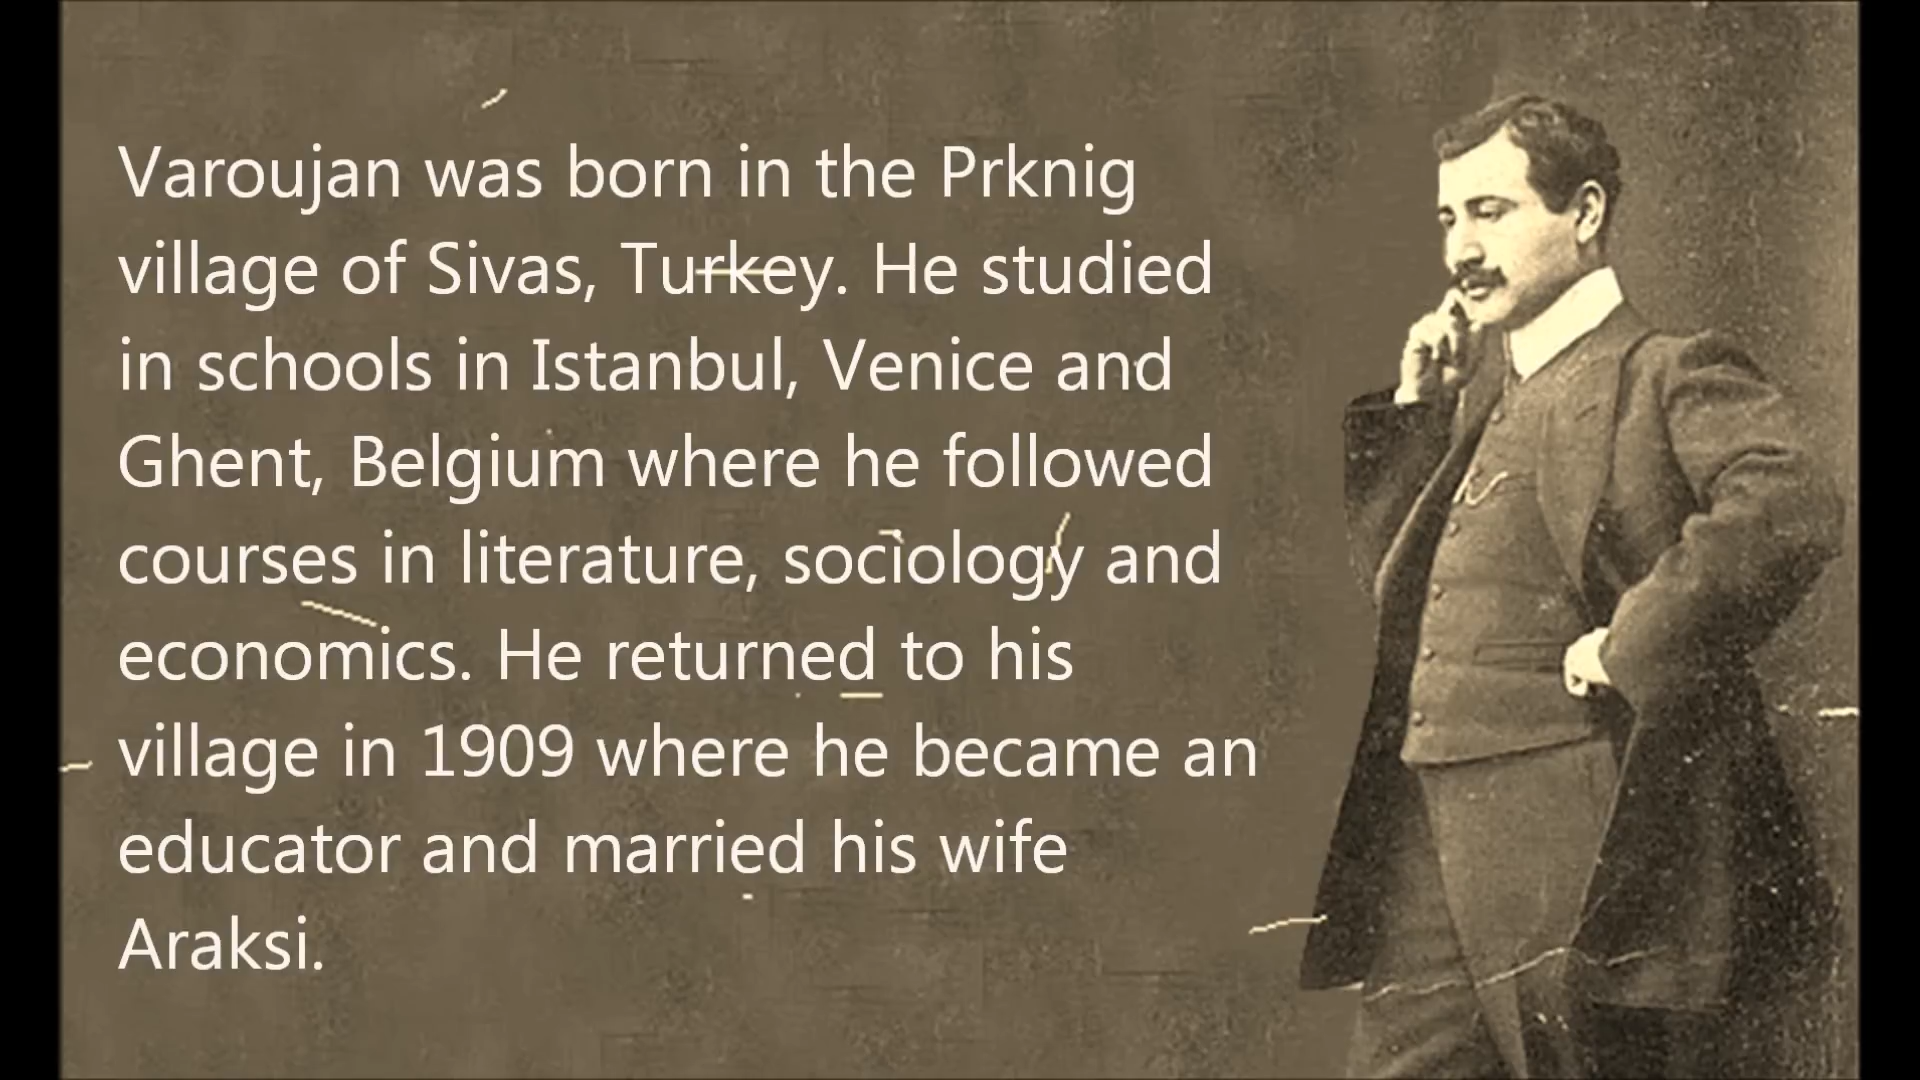 Varoujan was born in the Prknig
village of Sivas, Turkey. He studied
in schools in Istanbul, Venice and
Ghent, Belgium where he followed
courses in literature, sociology and
economics. He returned to his
village in 1909 where he became an
educator and married his wife
Araksi.